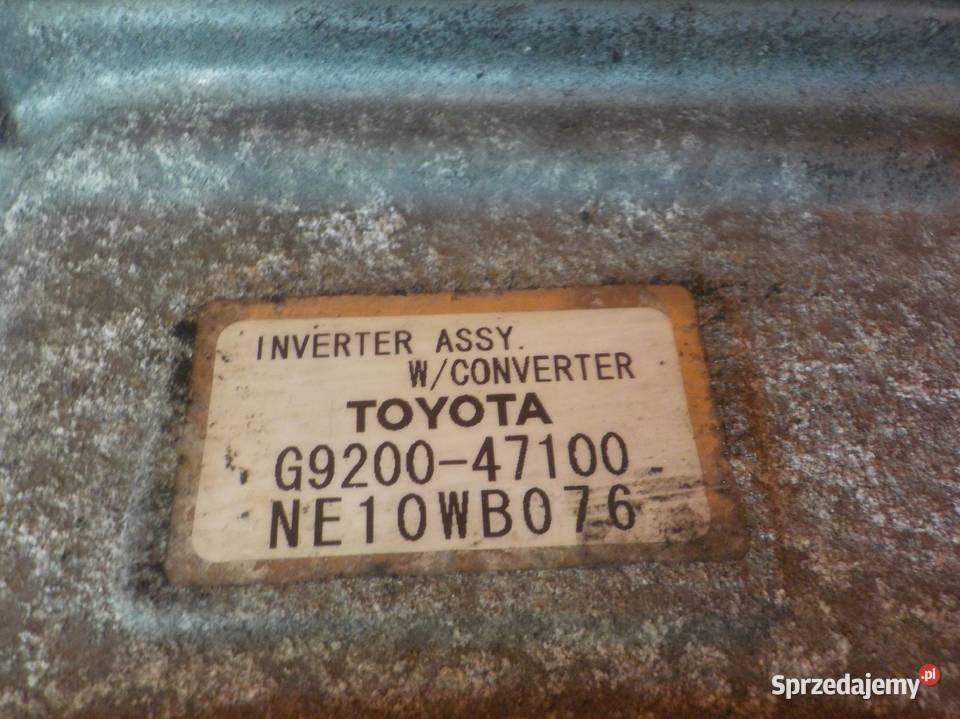 INVERTER ASSY.
W/CONVERTER
TOYOTA
G9200-47100
NE10WB076
Sprzedajemy.pl